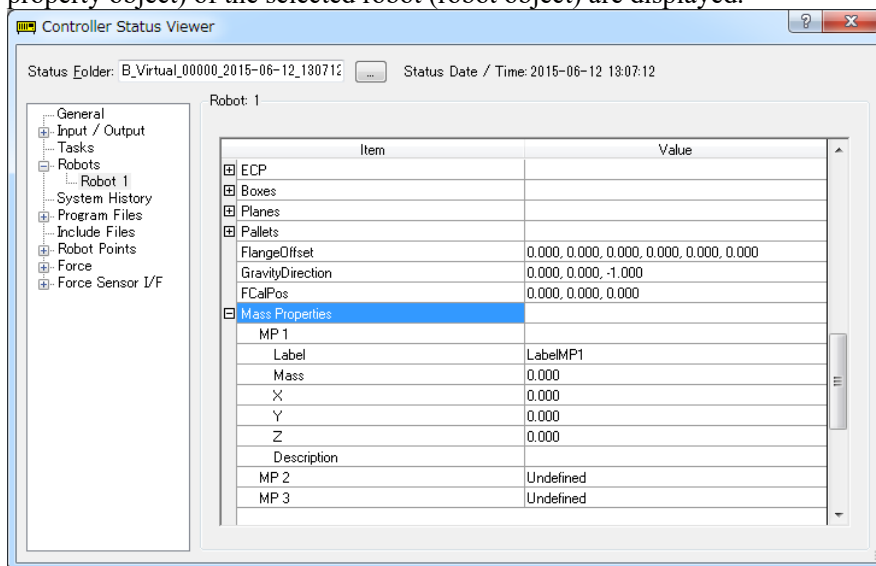 property object) of the selected robot (robot object) are displayed.
Controller Status Viewer
Status Folder: B_Virtual_00000_2015-06-12_130712 ... Status Date / Time: 2015-06-12 13:07:12
General
Input / Output
Tasks
Robots
Robot 1
System History
Program Files
Include Files
Robot Points
Force
Force Sensor I/F
Robot: 1
Item Value
ECP
Boxes
Planes
Pallets
FlangeOffset 0.000, 0.000, 0.000, 0.000, 0.000, 0.000
GravityDirection 0.000, 0.000, -1.000
FCalPos 0.000, 0.000, 0.000
Mass Properties
MP 1
Label LabelMP1
Mass 0.000
X 0.000
Y 0.000
Z 0.000
Description
MP 2 Undefined
MP 3 Undefined